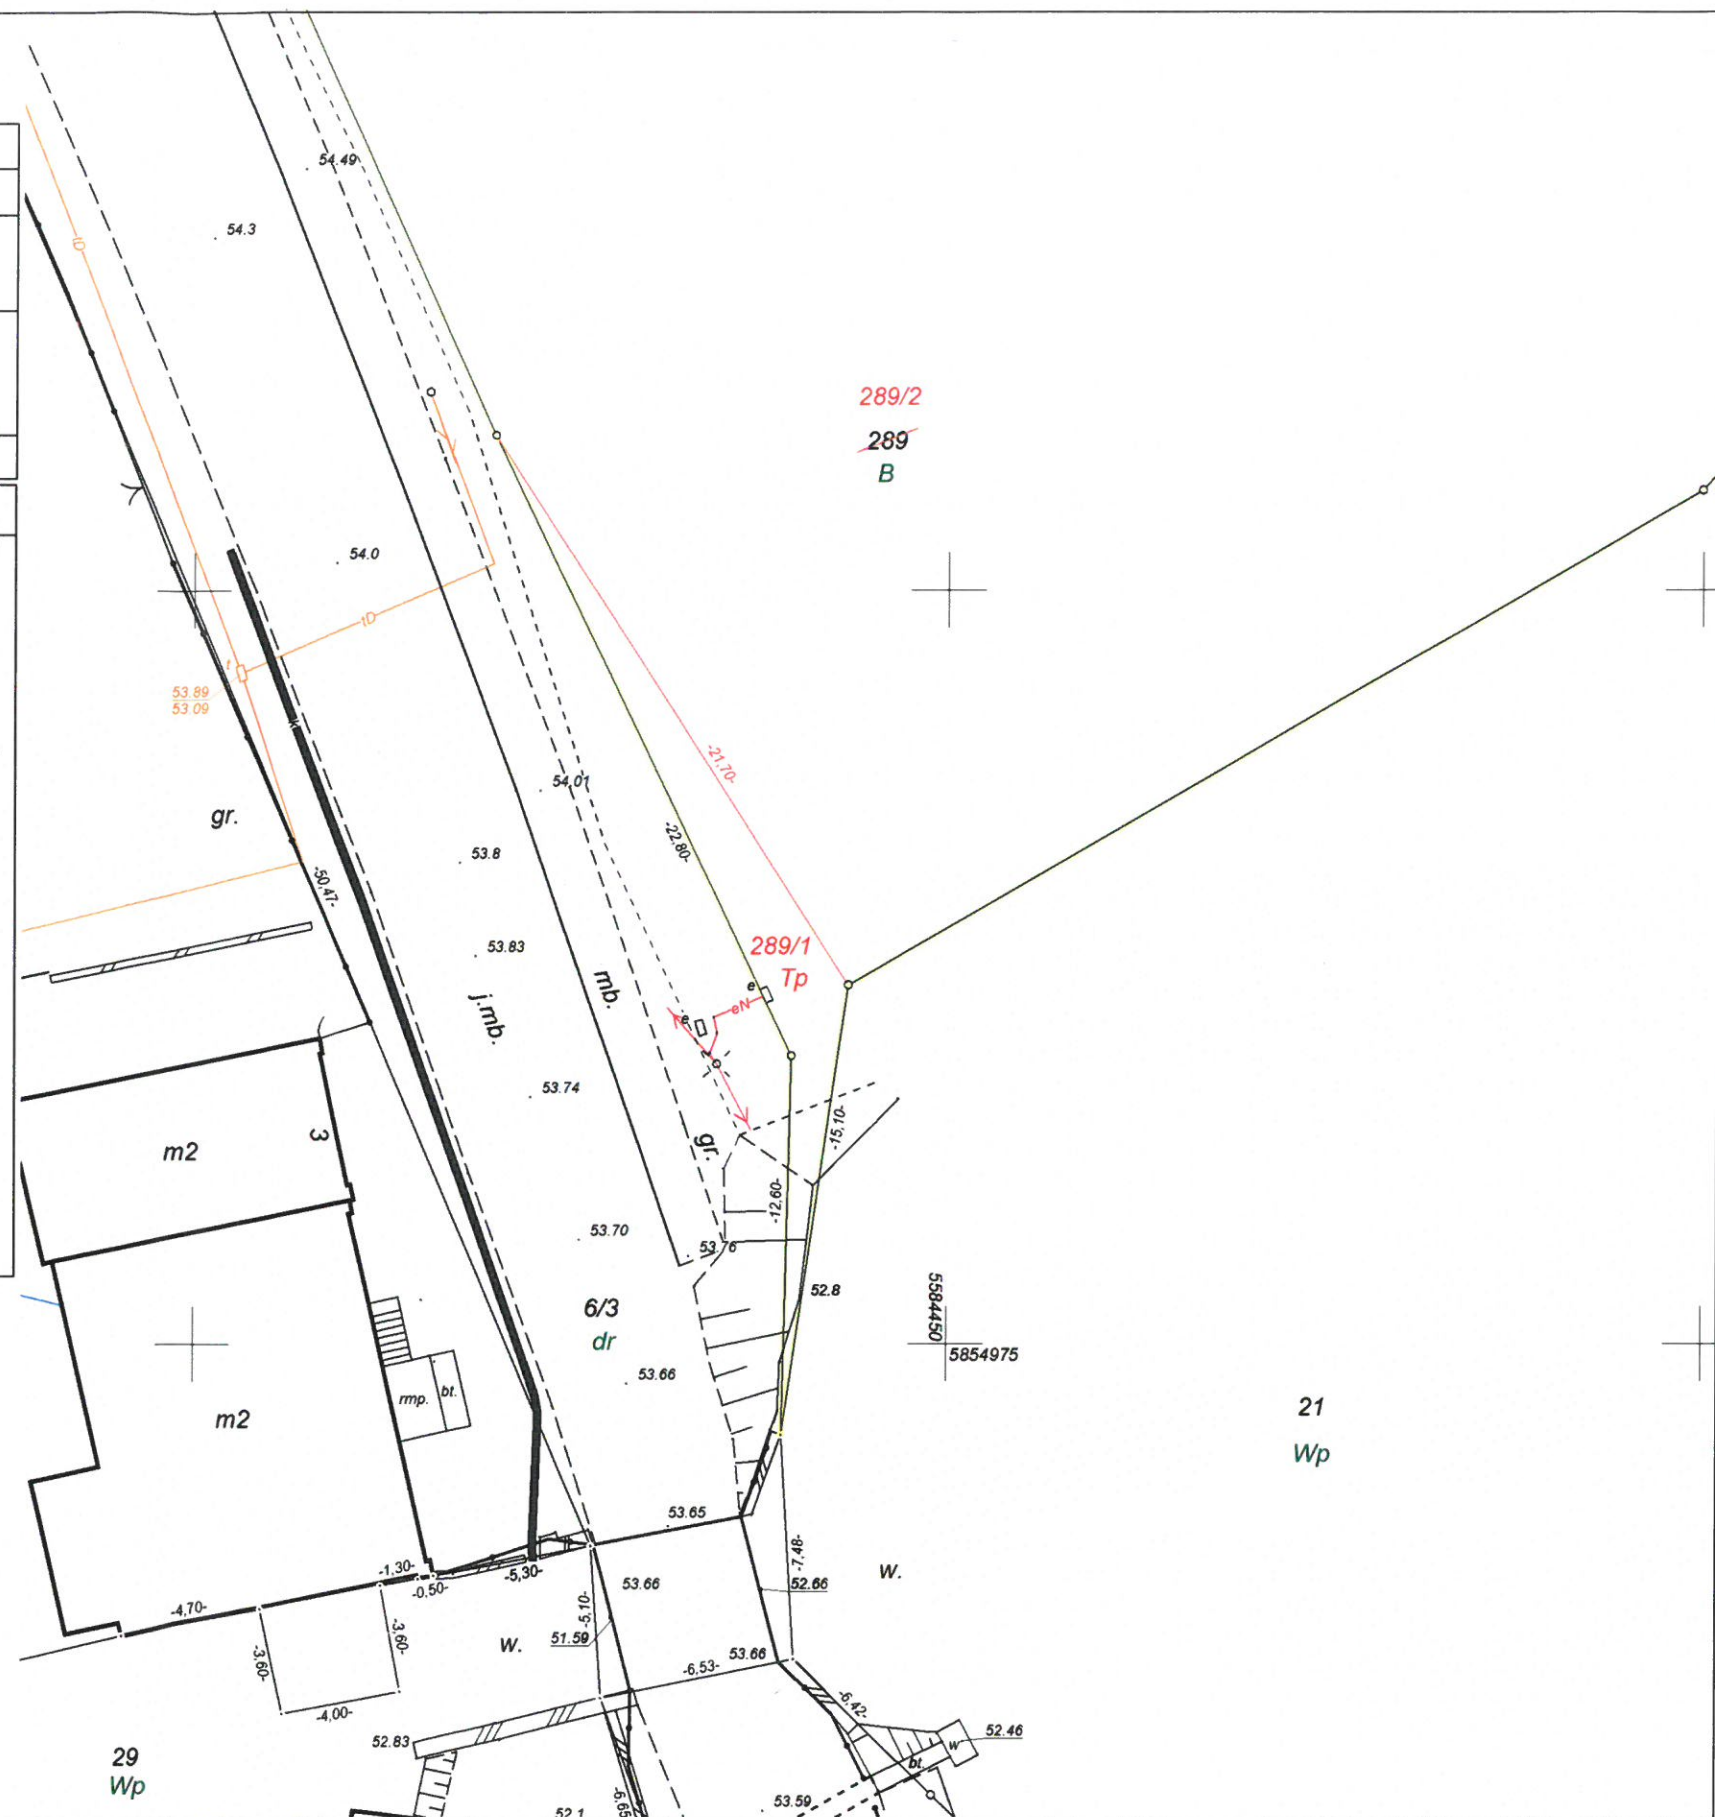 54.49
54.3
tD
289/2
289
B
54.0
tD
t
53.89
53.09
-21,70-
54.01
gr.
-22,80-
53.8
-50,47-
53.83
289/1
Tp
mb.
e
eN
e
j.mb.
k
53.74
3
m2
gr.
-15,10-
-12,60-
53.70
53.76
52.8
6/3
dr
5584450
5854975
53.66
rmp.
bt.
m2
21
Wp
53.65
-7,48-
w.
-1,30-
-0,50-
-5,30-
53.66
52.66
-4,70-
-5,10-
-3,60-
-3,60-
w.
51.59
53.66
-6,53-
-4,00-
-6,42-
52.83
52.46
w
bt.
29
Wp
-6,65
53.59
52.1